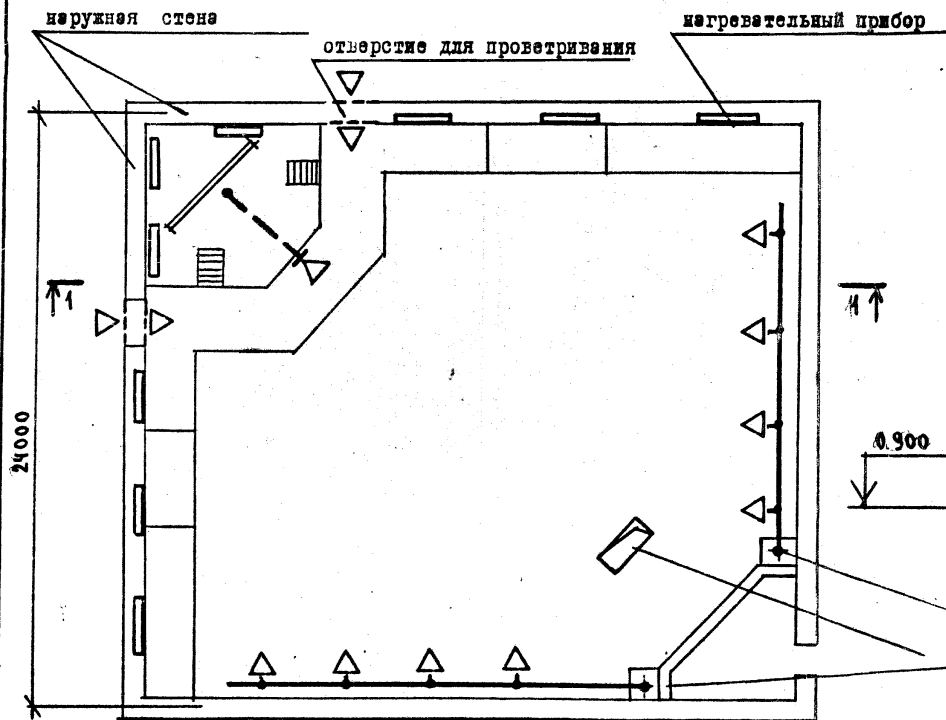 наружная стена
нагревательный прибор
отверстие для проветривания
1
1
24000
0.900